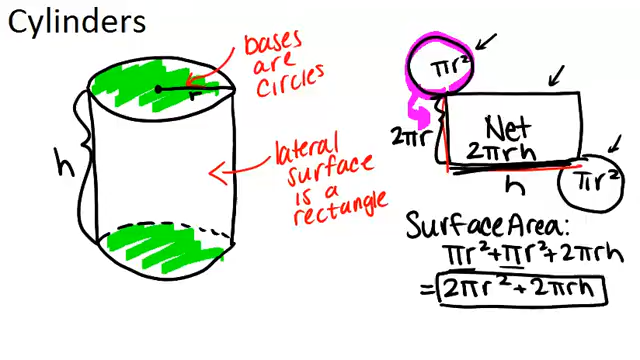 Cylinders
bases
are
circles
r
h
lateral
surface
is a
rectangle
πr²
2πr
Net
2πrh
h
πr²
Surface Area:
πr²+πr²+2πrh
= 2πr²+2πrh